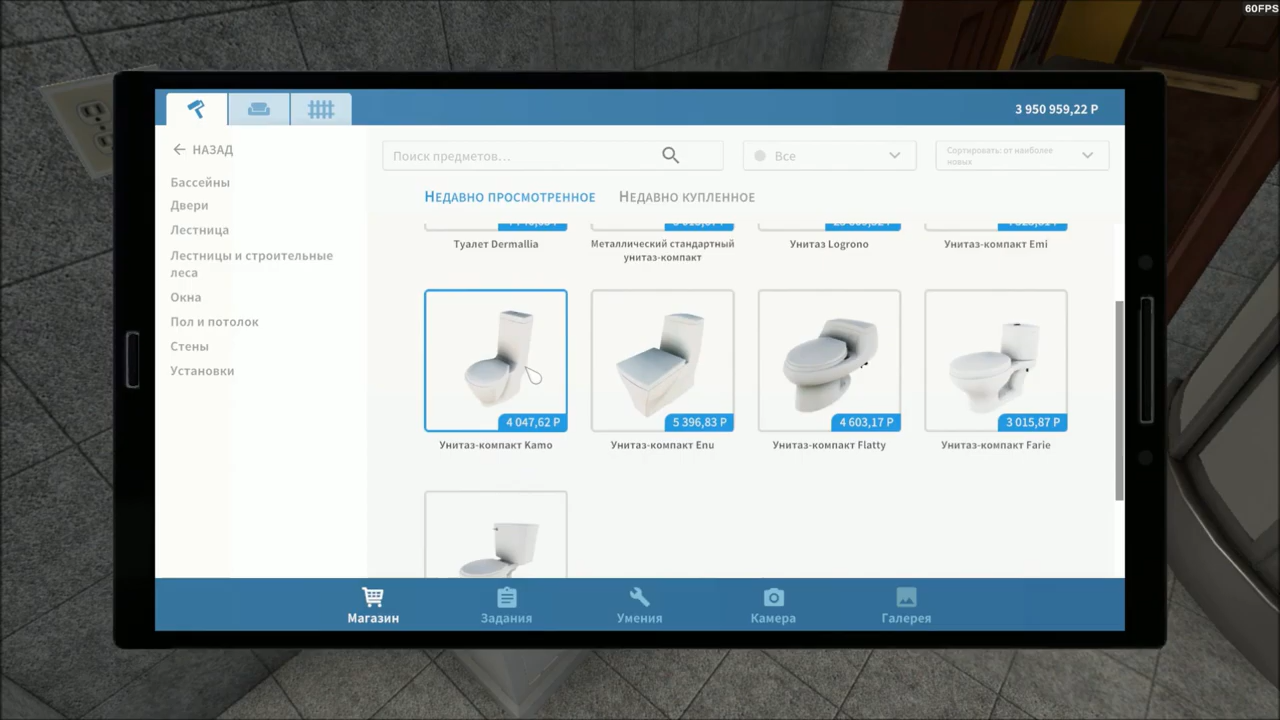 60FPS
3 950 959,22 Р
НАЗАД
Поиск предметов...
Все
Сортировать: от наиболее
новых
Бассейны
Двери
Лестница
Лестницы и строительные
леса
Окна
Пол и потолок
Стены
Установки
НЕДАВНО ПРОСМОТРЕННОЕ
НЕДАВНО КУПЛЕННОЕ
Туалет Dermallia
Металлический стандартный
унитаз-компакт
Унитаз Logrono
Унитаз-компакт Emi
4 047,62 Р
5 396,83 Р
4 603,17 Р
3 015,87 Р
Унитаз-компакт Kamo
Унитаз-компакт Enu
Унитаз-компакт Flatty
Унитаз-компакт Farie
Магазин
Задания
Умения
Камера
Галерея